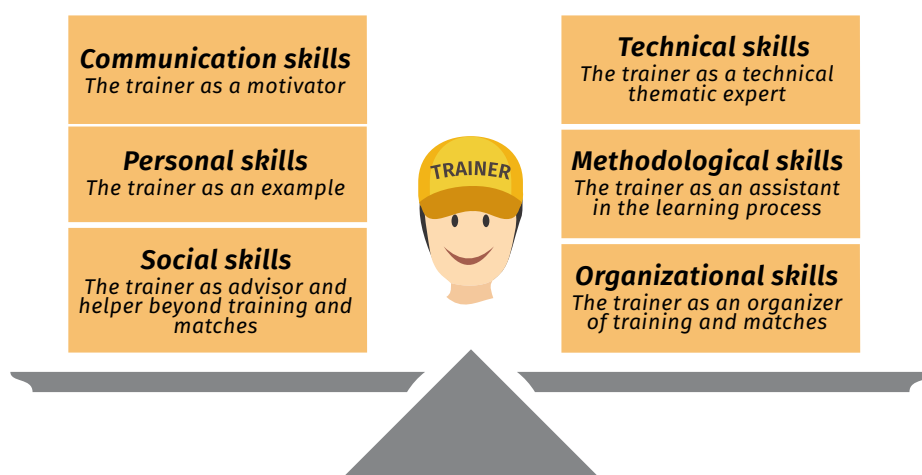 Communication skills
The trainer as a motivator
Personal skills
The trainer as an example
Social skills
The trainer as advisor and
helper beyond training and
matches
TRAINER
Technical skills
The trainer as a technical
thematic expert
Methodological skills
The trainer as an assistant
in the learning process
Organizational skills
The trainer as an organizer
of training and matches